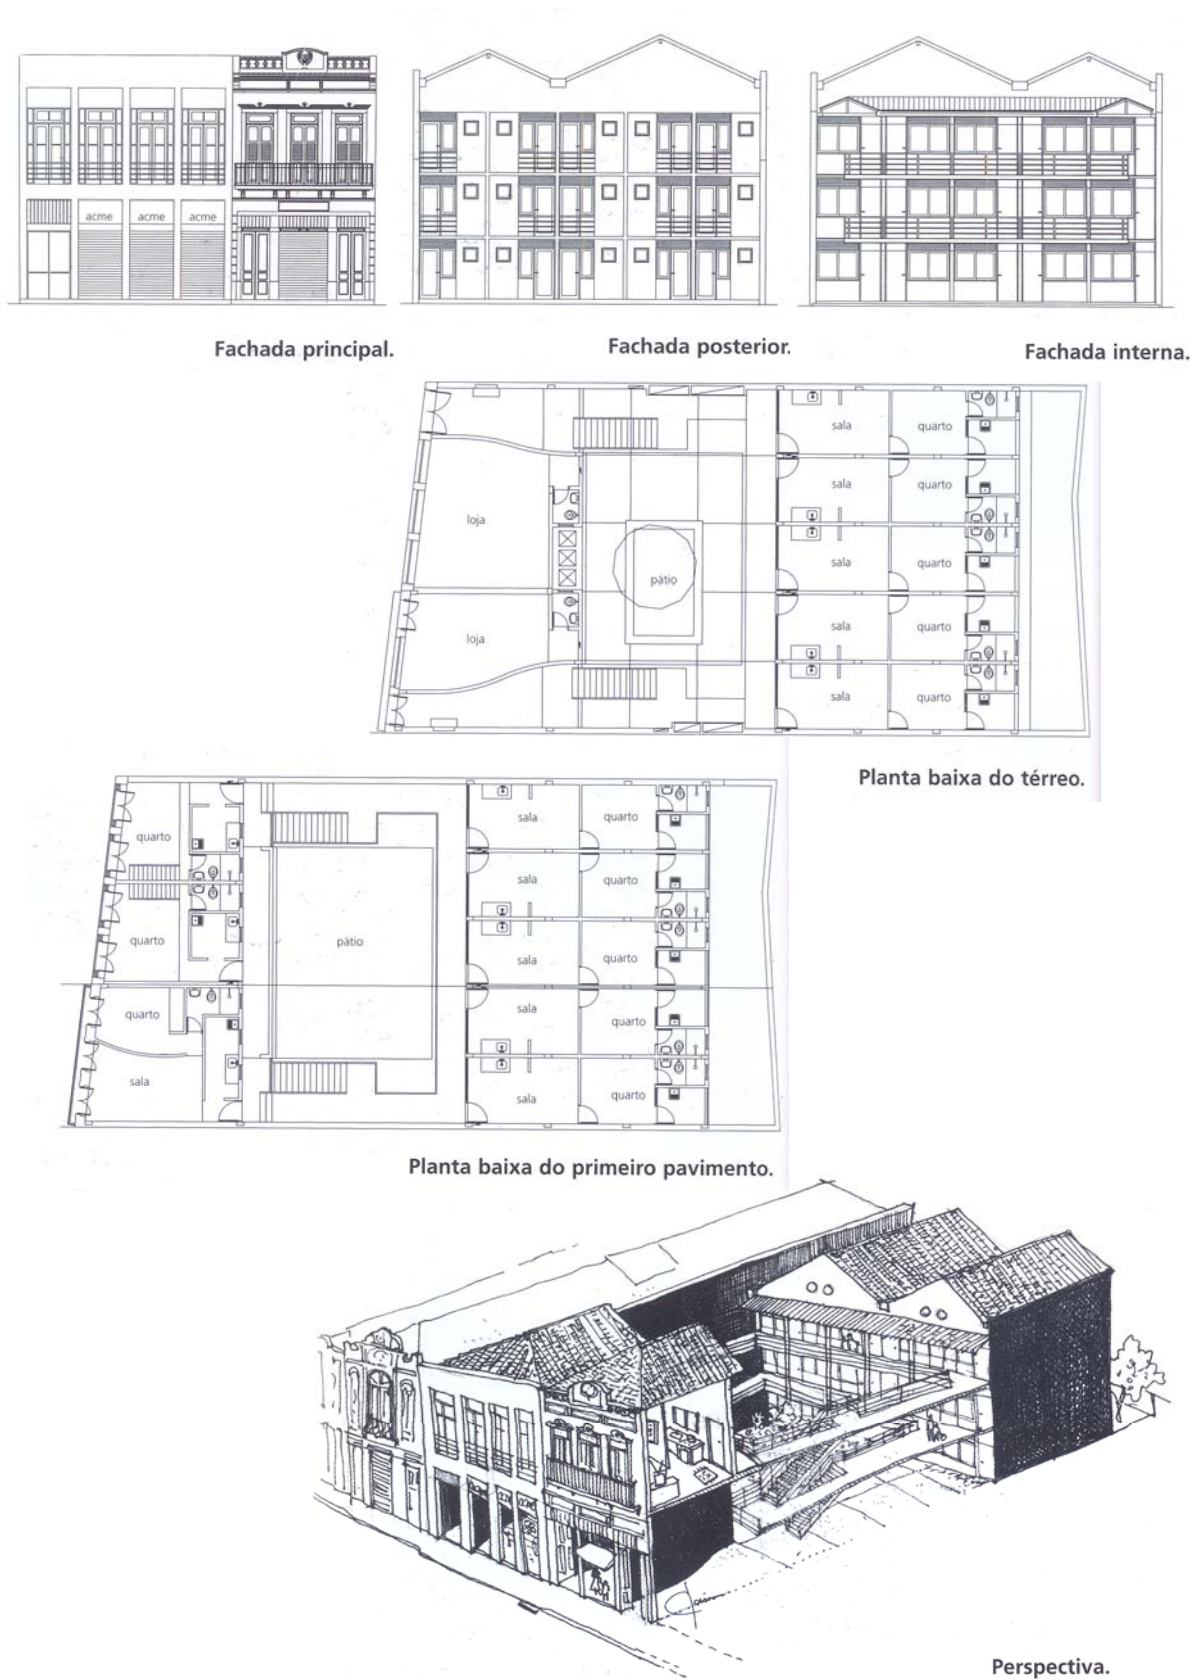 acme
acme
acme
Fachada principal.
Fachada posterior.
Fachada interna.
sala
quarto
sala
quarto
loja
sala
quarto
pátio
loja
sala
quarto
sala
quarto
Planta baixa do térreo.
quarto
sala
quarto
sala
quarto
quarto
pátio
sala
quarto
quarto
sala
quarto
sala
sala
quarto
Planta baixa do primeiro pavimento.
Perspectiva.